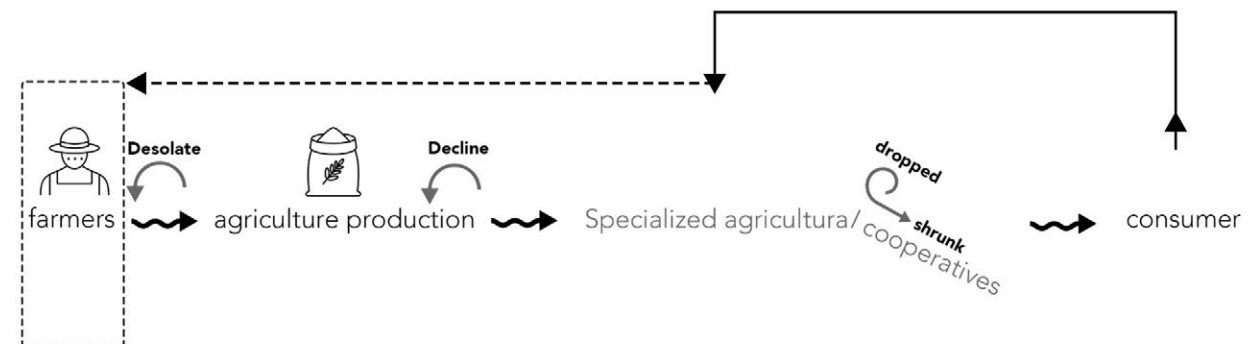 Desolate
Decline
dropped
shrunk
farmers
agriculture production
Specialized agricultura/
cooperatives
consumer